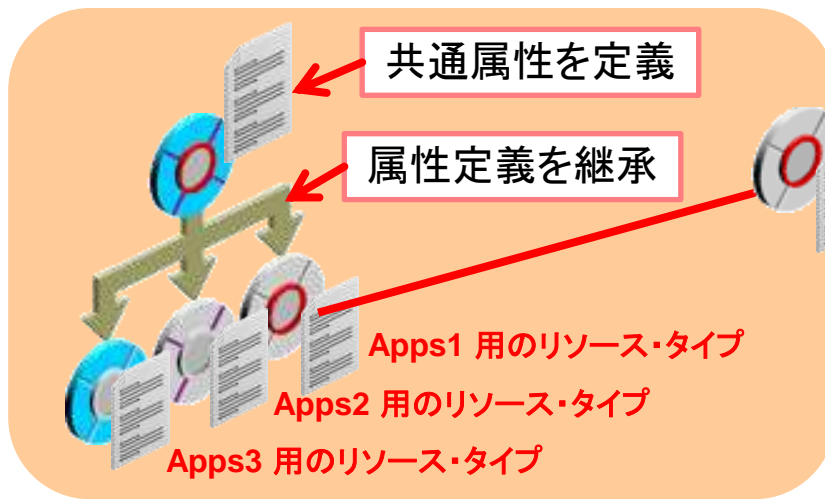 共通属性を定義
属性定義を継承
Apps1 用のリソース・タイプ
Apps2 用のリソース・タイプ
Apps3 用のリソース・タイプ